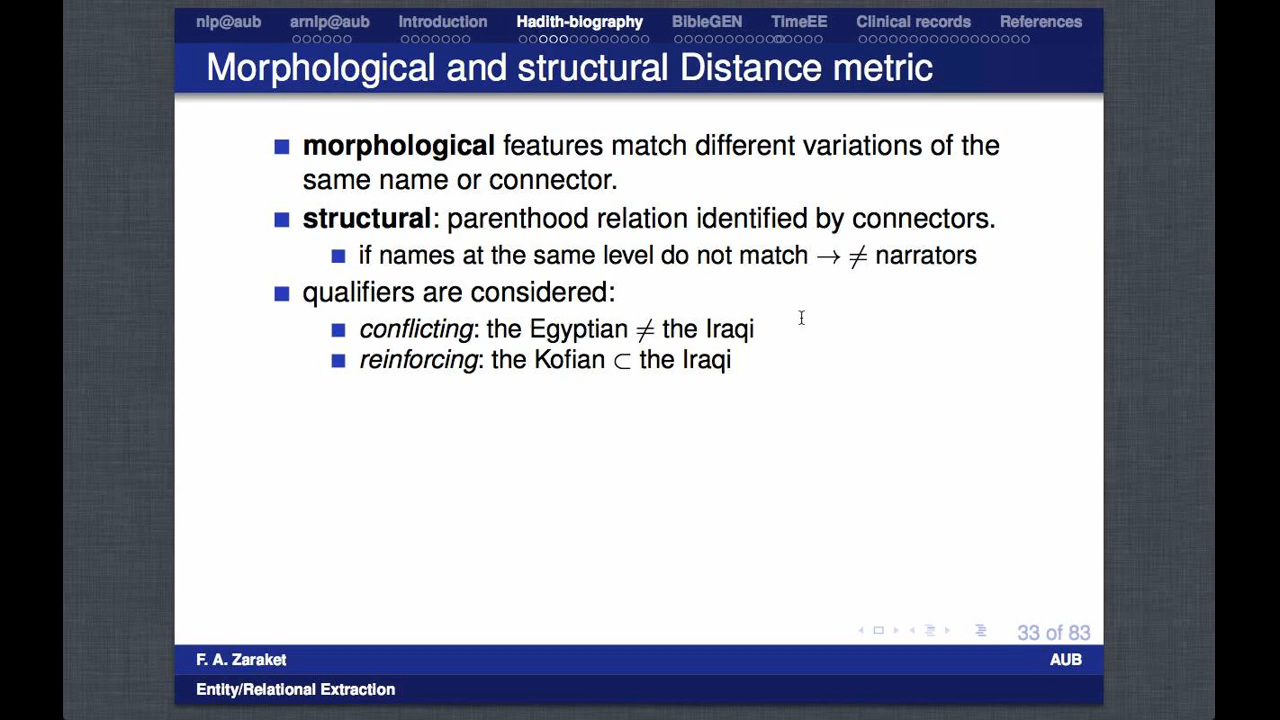 nlp@aub arnlp@aub Introduction Hadith-biography BibleGEN TimeEE Clinical records References
Morphological and structural Distance metric
morphological features match different variations of the
same name or connector.
structural: parenthood relation identified by connectors.
if names at the same level do not match → ≠ narrators
qualifiers are considered:
conflicting: the Egyptian ≠ the Iraqi
reinforcing: the Kofian ⊂ the Iraqi
33 of 83
F. A. Zaraket AUB
Entity/Relational Extraction